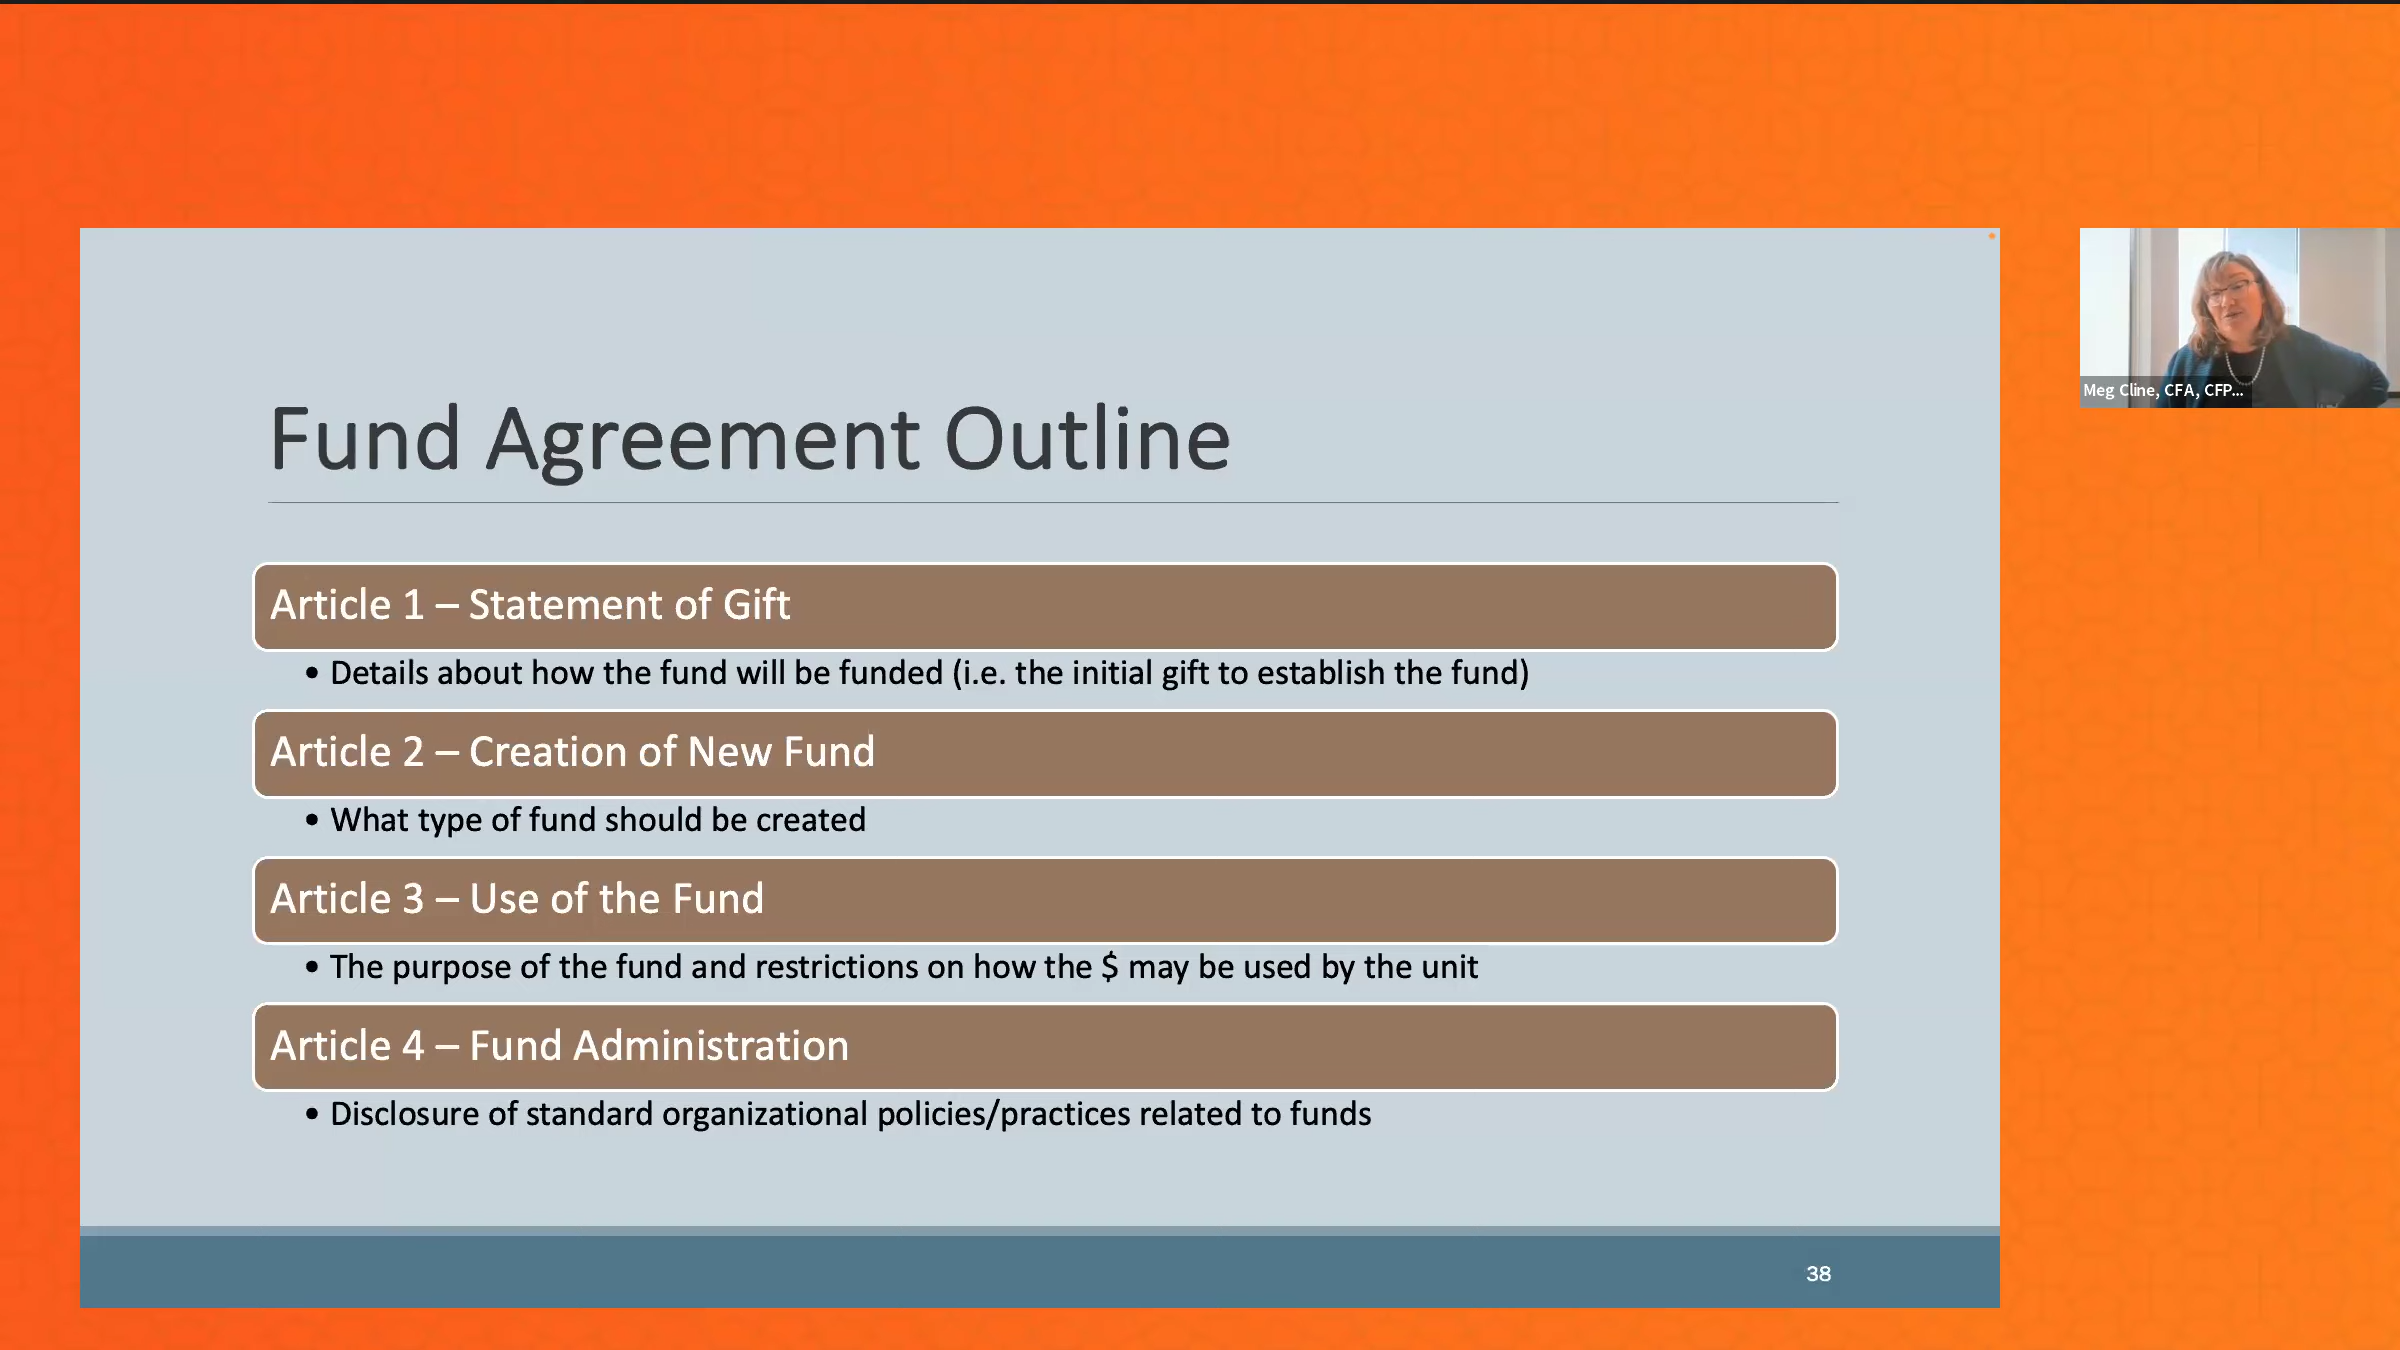 Fund Agreement Outline
Article 1 – Statement of Gift
• Details about how the fund will be funded (i.e. the initial gift to establish the fund)
Article 2 – Creation of New Fund
• What type of fund should be created
Article 3 – Use of the Fund
• The purpose of the fund and restrictions on how the $ may be used by the unit
Article 4 – Fund Administration
• Disclosure of standard organizational policies/practices related to funds
38
Meg Cline, CFA, CFP...